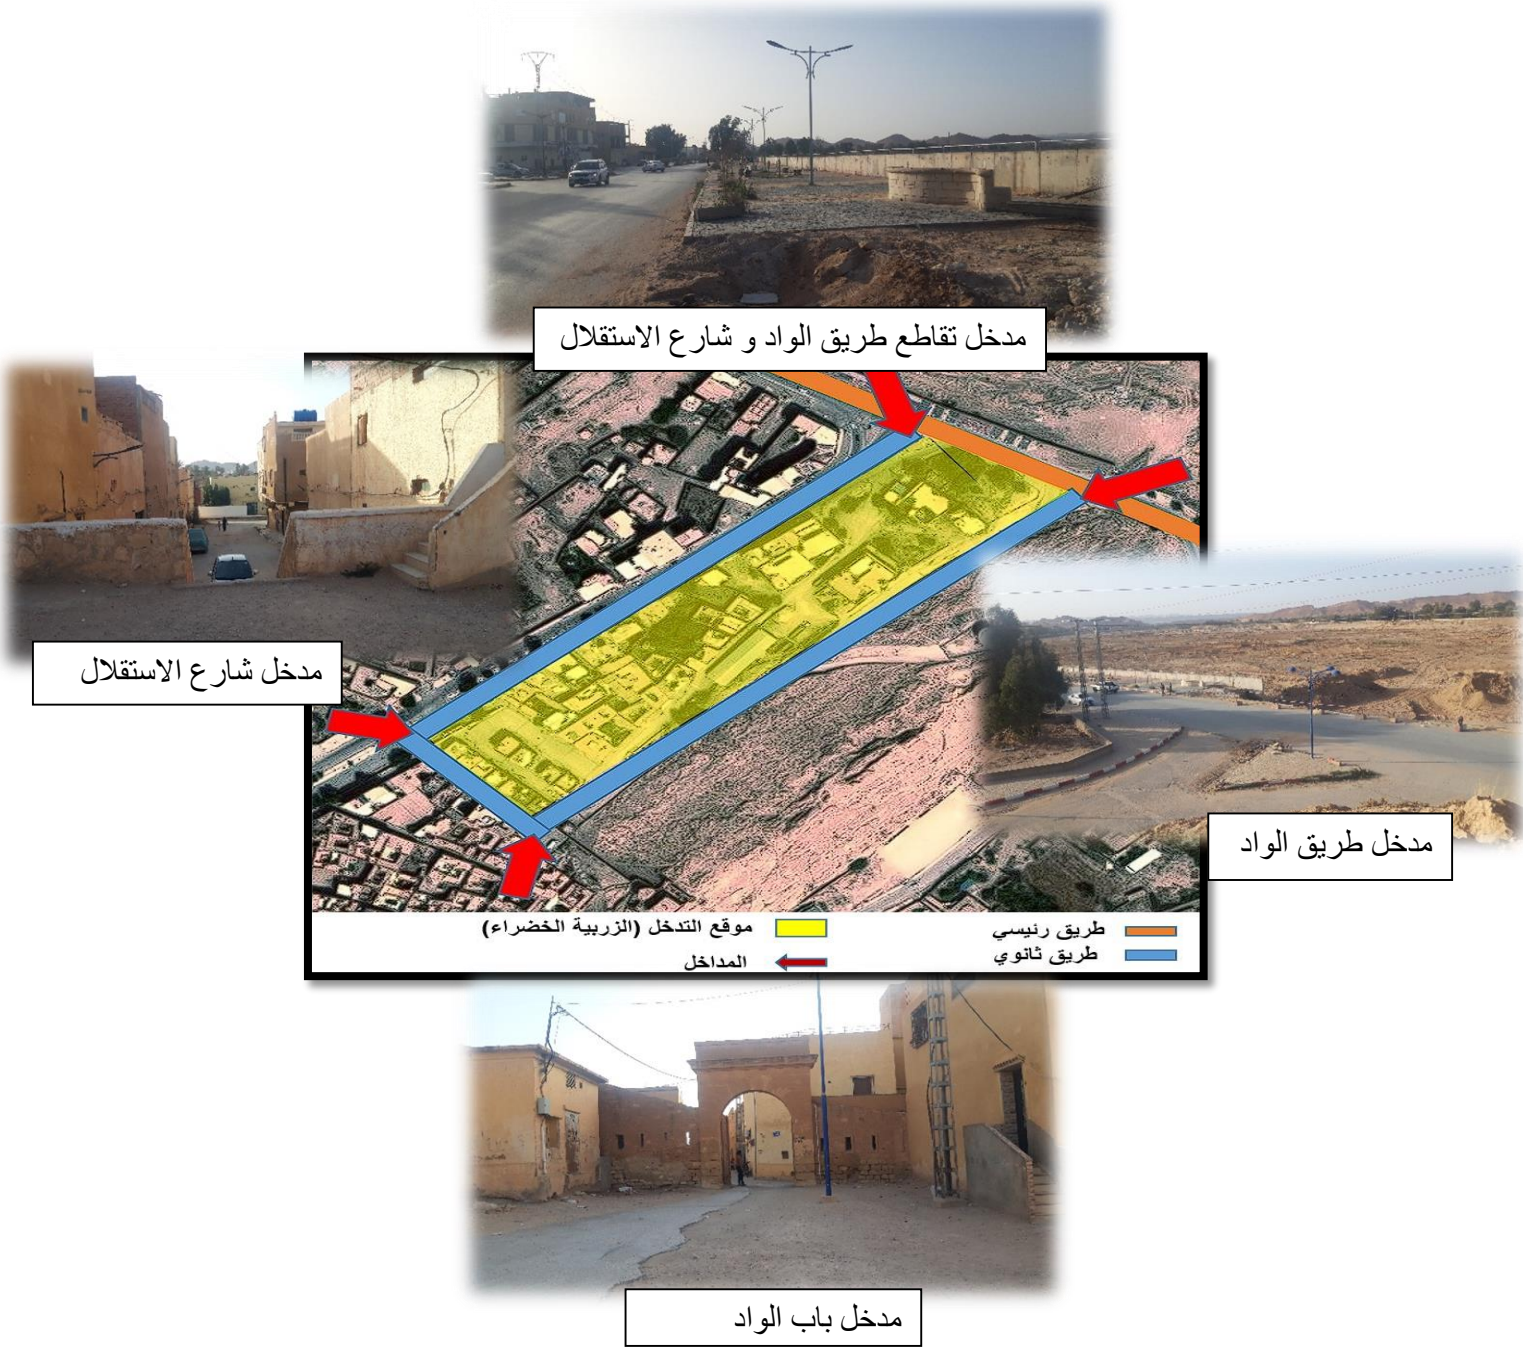 مدخل تقاطع طريق الواد و شارع الاستقلال
مدخل شارع الاستقلال
مدخل طريق الواد
طريق رئيسي
موقع التدخل (الزربية الخضراء)
طريق ثانوي
المداخل
مدخل باب الواد